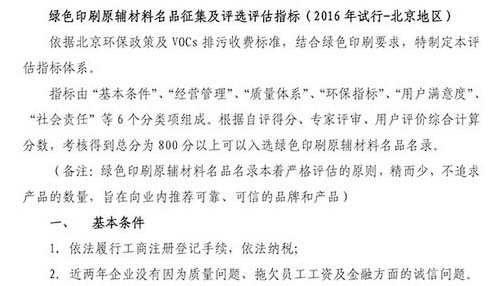 绿色印刷原辅材料名品征集及评选评估指标（2016年试行-北京地区）
依据北京环保政策及VOCs排污收费标准，结合绿色印刷要求，特制定本评
估指标体系。
指标由“基本条件”、“经营管理”、“质量体系”、“环保指标”、“用户满意度”、
“社会责任”等6个分类项组成。根据自评得分、专家评审、用户评价综合计算
分数，考核得到总分为800分以上可以入选绿色印刷原辅材料名品名录。
（备注：绿色印刷原辅材料名品名录本着严格评估的原则，精而少，不追求
产品的数量，旨在向业内推荐可靠、可信的品牌和产品）
一、 基本条件
1．依法履行工商注册登记手续，依法纳税；
2．近两年企业没有因为质量问题、拖欠员工工资及金融方面的诚信问题。